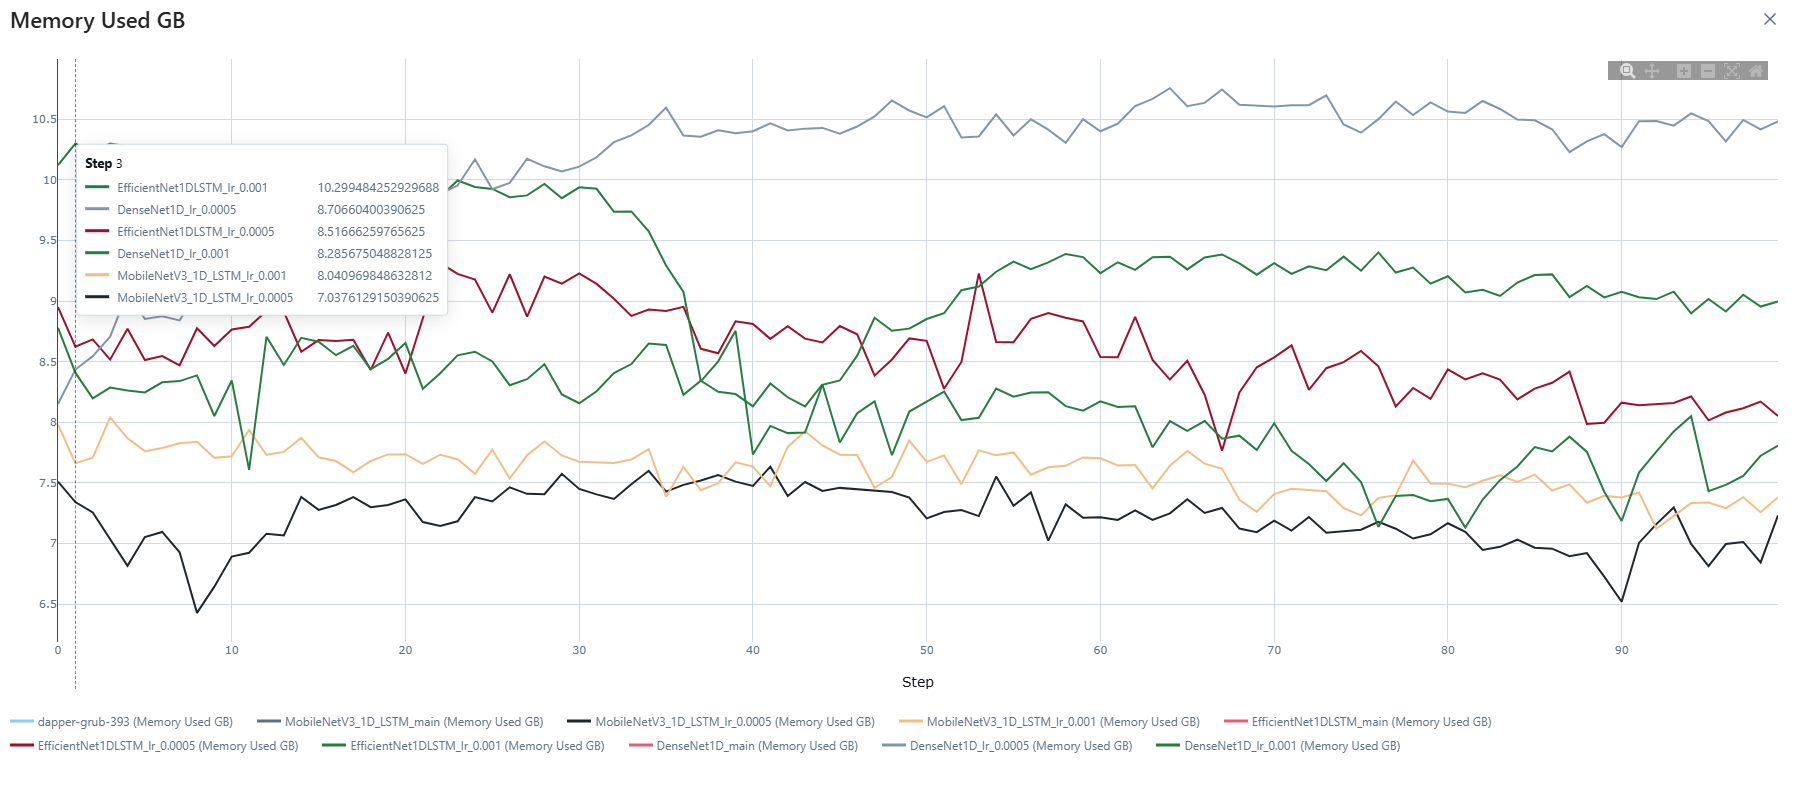 Memory Used GB
10.5
10
9.5
9
8.5
8
7.5
7
6.5
Step 3
EfficientNet1DLSTM_lr_0.001 10.299484252929688
DenseNet1D_lr_0.0005 8.70660400390625
EfficientNet1DLSTM_lr_0.0005 8.51666259765625
DenseNet1D_lr_0.001 8.285675048828125
MobileNetV3_1D_LSTM_lr_0.001 8.040969848632812
MobileNetV3_1D_LSTM_lr_0.0005 7.0376129150390625
0 10 20 30 40 50 60 70 80 90
Step
dapper-grub-393 (Memory Used GB) MobileNetV3_1D_LSTM_main (Memory Used GB) MobileNetV3_1D_LSTM_lr_0.0005 (Memory Used GB) MobileNetV3_1D_LSTM_lr_0.001 (Memory Used GB) EfficientNet1DLSTM_main (Memory Used GB)
EfficientNet1DLSTM_lr_0.0005 (Memory Used GB) EfficientNet1DLSTM_lr_0.001 (Memory Used GB) DenseNet1D_main (Memory Used GB) DenseNet1D_lr_0.0005 (Memory Used GB) DenseNet1D_lr_0.001 (Memory Used GB)